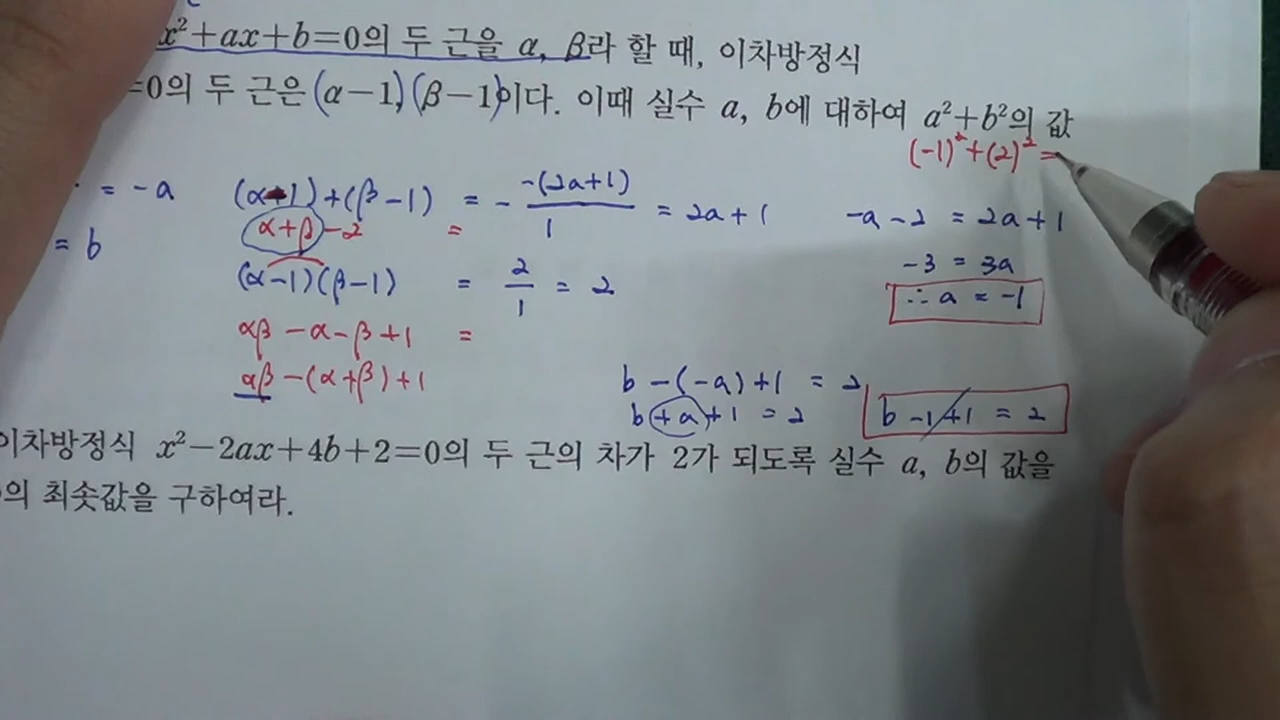 x²+ax+b=0의 두 근을 α, β라 할 때, 이차방정식
=0의 두 근은 (α-1), (β-1)이다. 이때 실수 a, b에 대하여 a²+b²의 값
(-1)²+(2)² =
= -a
= b
(α-1)+(β-1) = - -(2a+1)/1 = 2a+1
α+β-2 =
(α-1)(β-1) = 2/1 = 2
αβ-α-β+1 =
αβ-(α+β)+1
-a-2 = 2a+1
-3 = 3a
∴ a = -1
b-(-a)+1 = 2
b+a+1 = 2
b-1+1 = 2
이차방정식 x²-2ax+4b+2=0의 두 근의 차가 2가 되도록 실수 a, b의 값을
의 최솟값을 구하여라.